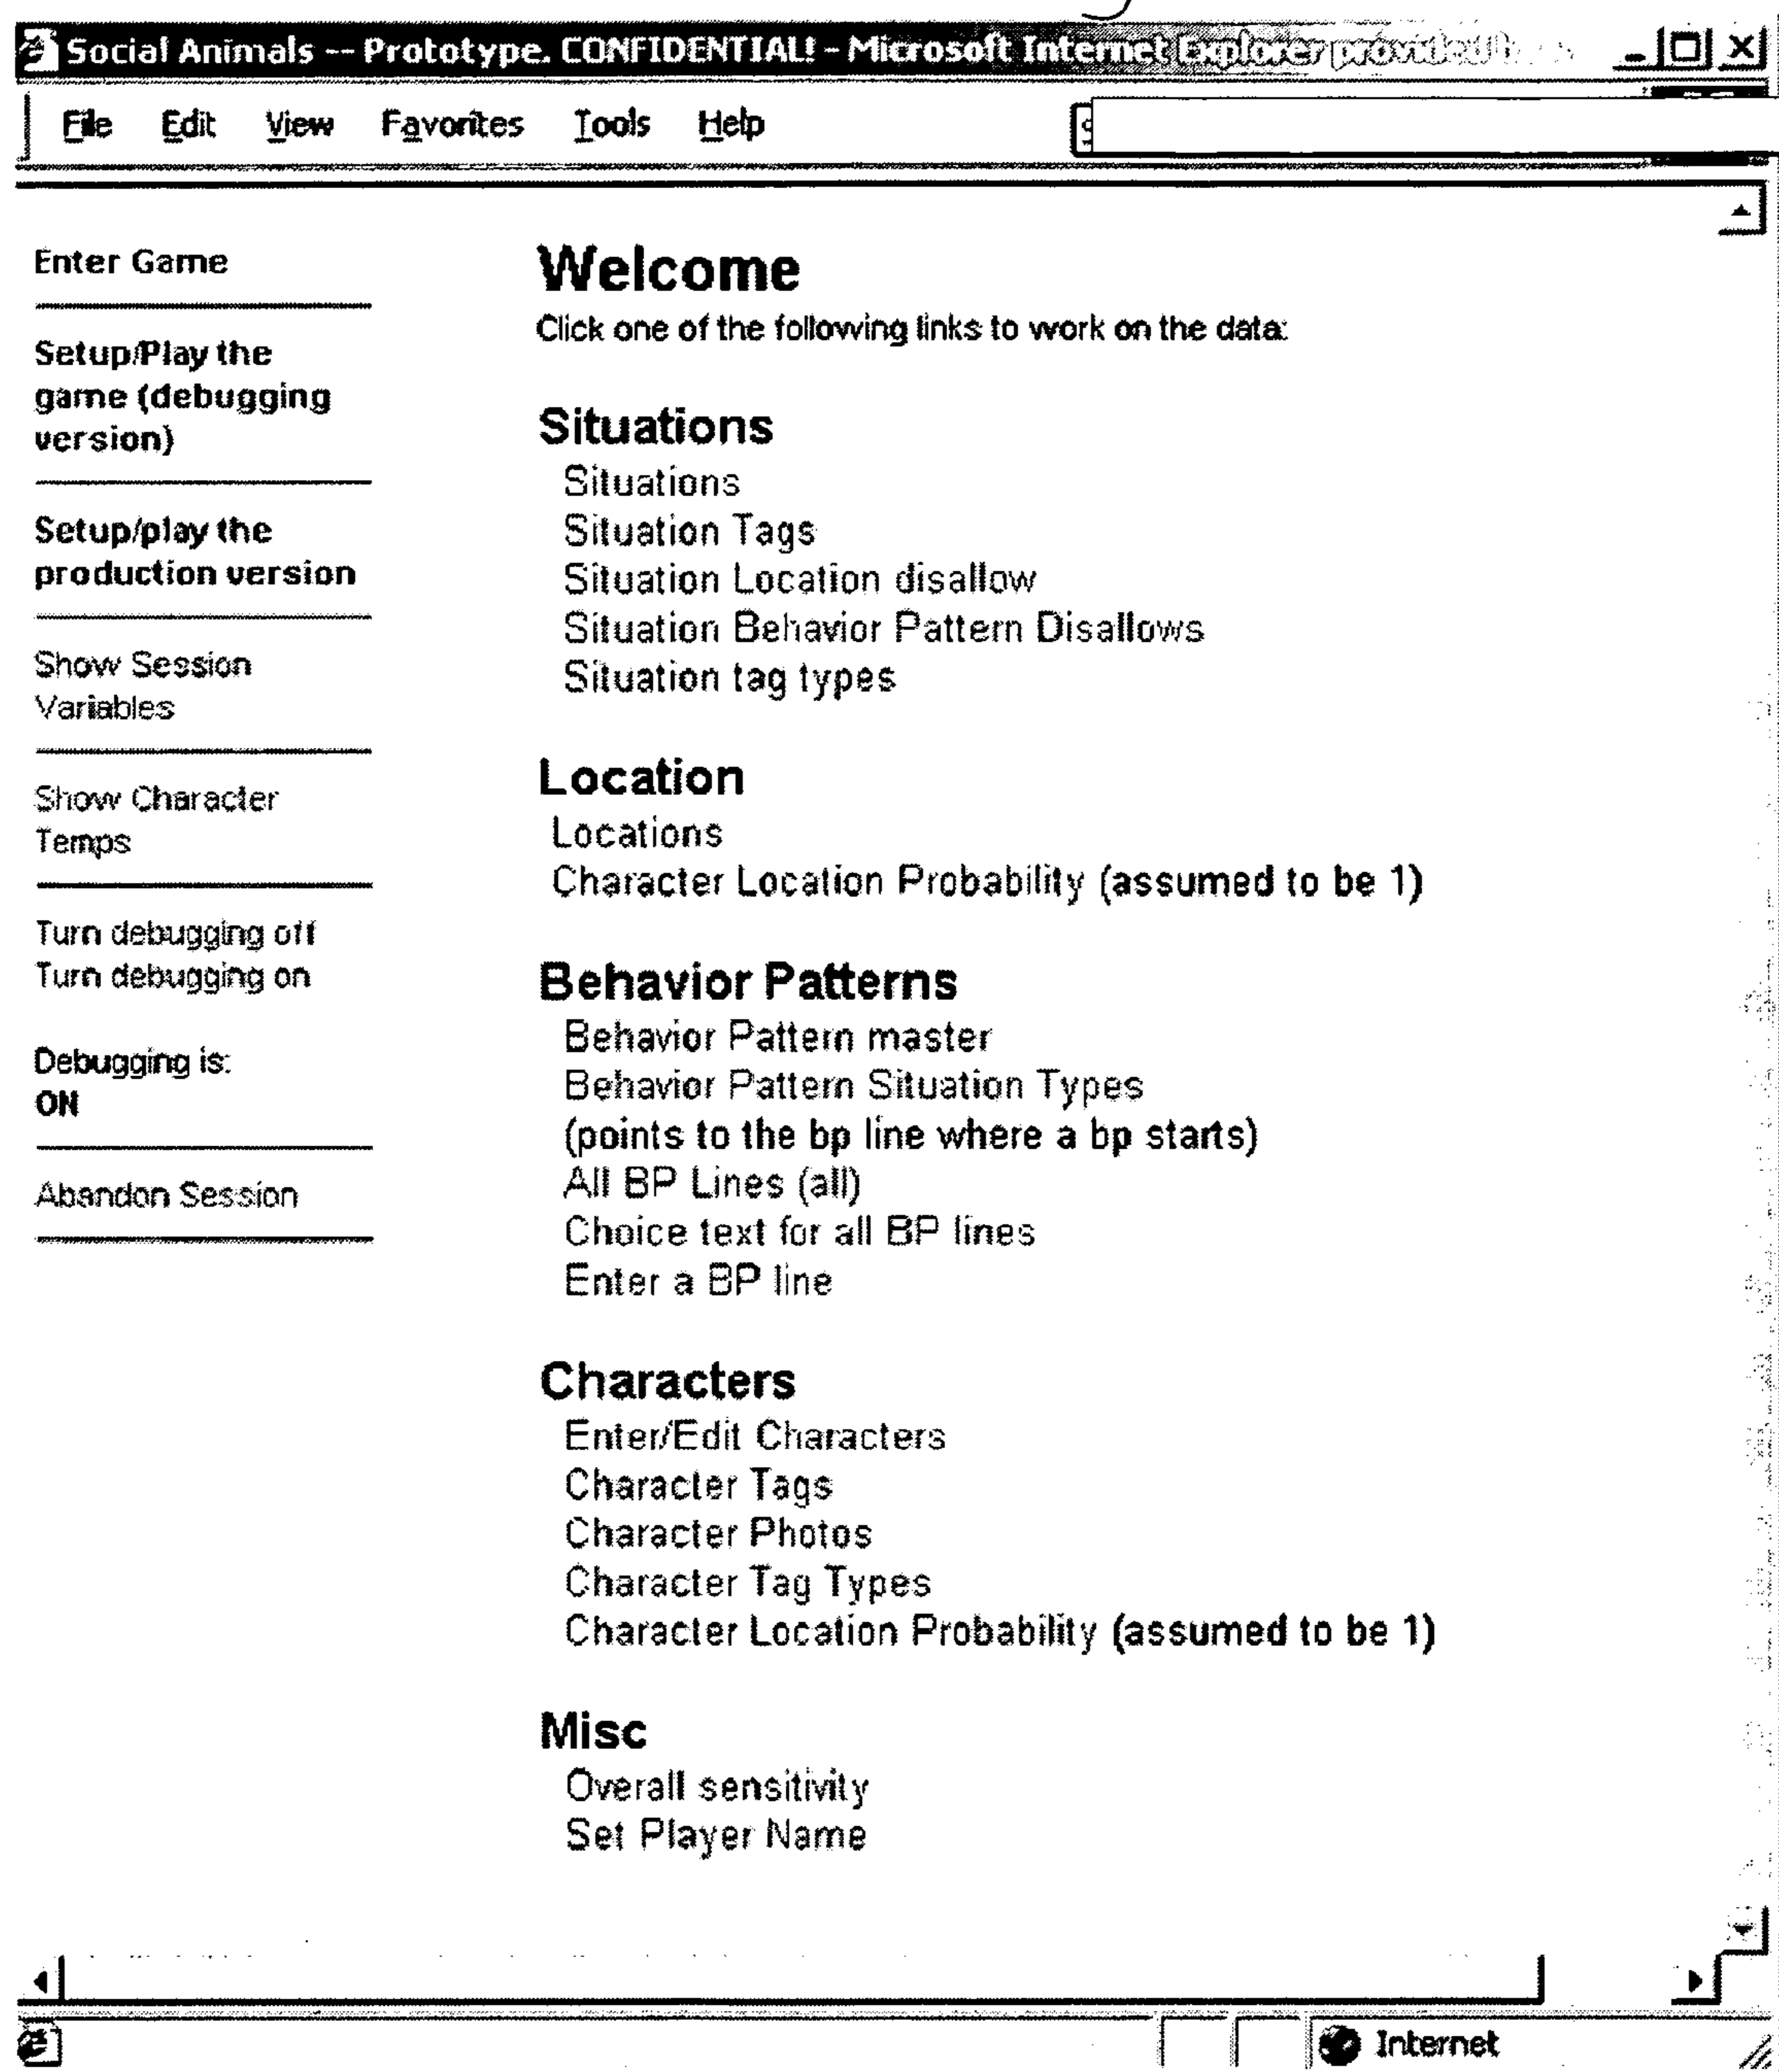 Social Animals -- Prototype. CONFIDENTIAL! - Microsoft Internet Explorer provided
File Edit View Favorites Tools Help
Enter Game
Setup/Play the
game (debugging
version)
Setup/play the
production version
Show Session
Variables
Show Character
Temps
Turn debugging off
Turn debugging on
Debugging is:
ON
Abandon Session
Welcome
Click one of the following links to work on the data:
Situations
Situations
Situation Tags
Situation Location disallow
Situation Behavior Pattern Disallows
Situation tag types
Location
Locations
Character Location Probability (assumed to be 1)
Behavior Patterns
Behavior Pattern master
Behavior Pattern Situation Types
(points to the bp line where a bp starts)
All BP Lines (all)
Choice text for all BP lines
Enter a BP line
Characters
Enter/Edit Characters
Character Tags
Character Photos
Character Tag Types
Character Location Probability (assumed to be 1)
Misc
Overall sensitivity
Set Player Name
Internet